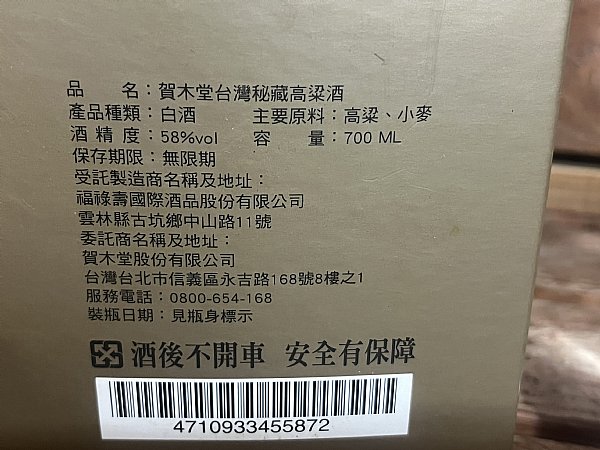 品　　名：賀木堂台灣秘藏高粱酒
產品種類：白酒　　主要原料：高粱、小麥
酒 精 度：58%vol　　容　　量：700 ML
保存期限：無限期
受託製造商名稱及地址：
福祿壽國際酒品股份有限公司
雲林縣古坑鄉中山路11號
委託商名稱及地址：
賀木堂股份有限公司
台灣台北市信義區永吉路168號8樓之1
服務電話：0800-654-168
裝瓶日期：見瓶身標示
酒後不開車 安全有保障
4710933455872